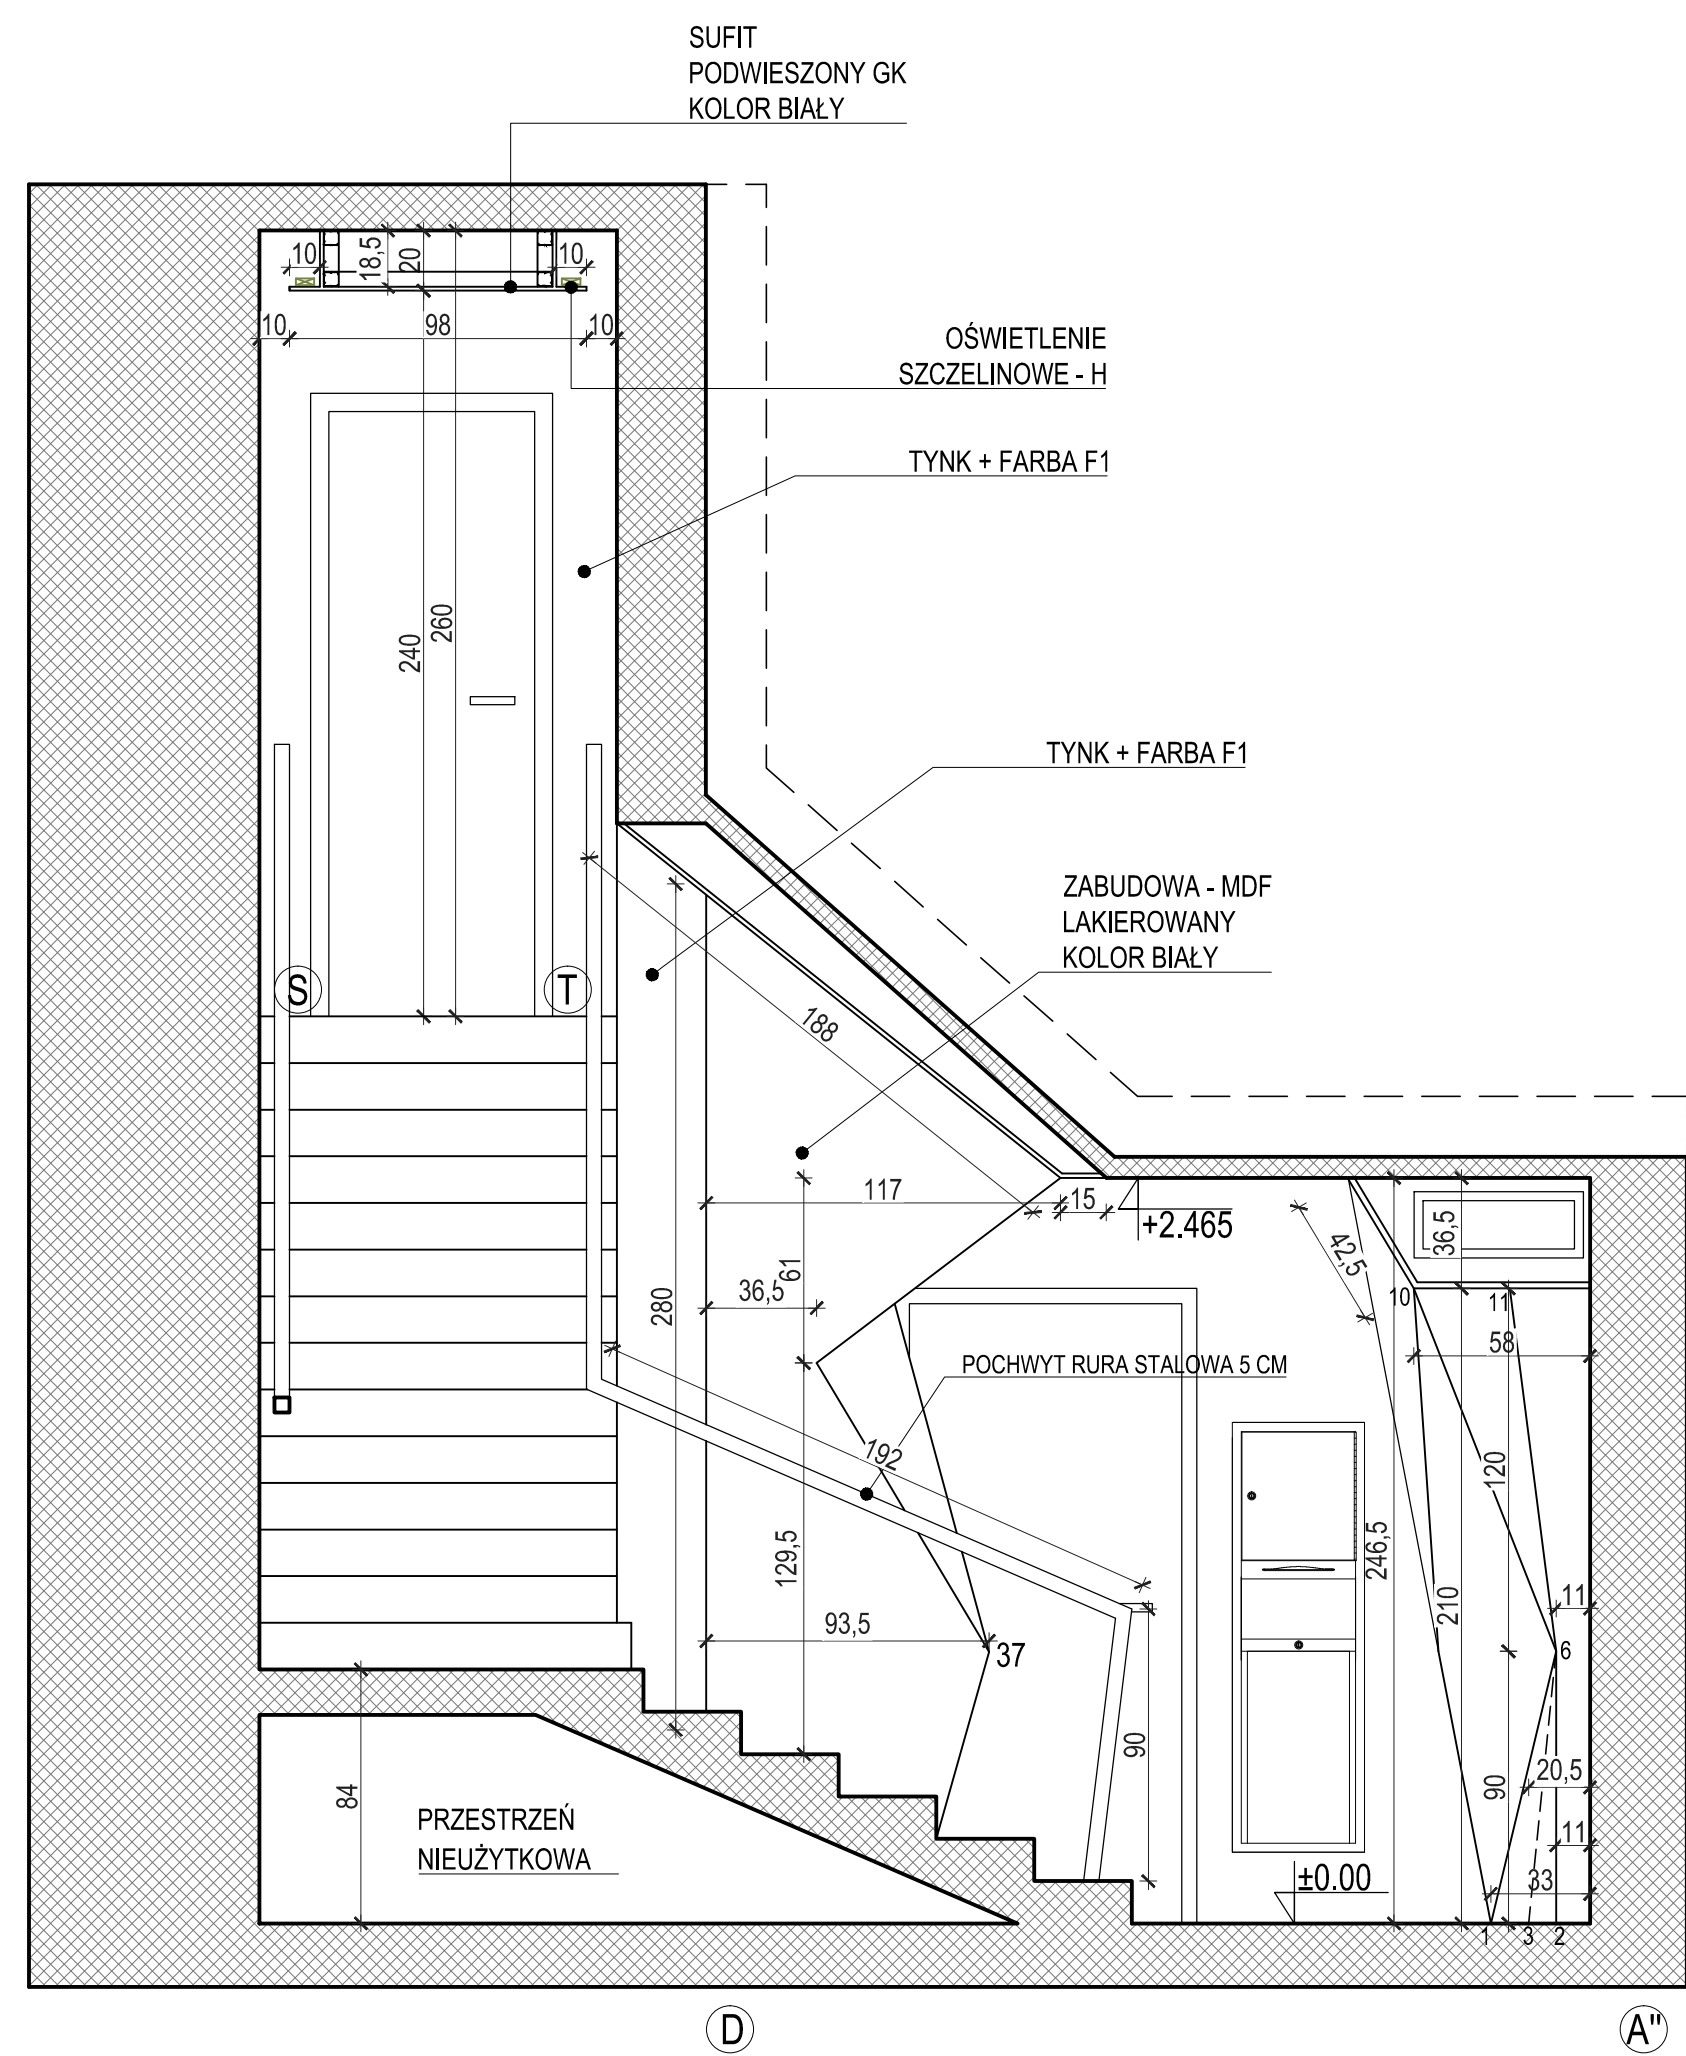 SUFIT
PODWIESZONY GK
KOLOR BIAŁY
10
18,5
20
10
10
98
10
OŚWIETLENIE
SZCZELINOWE - H
TYNK + FARBA F1
240
260
TYNK + FARBA F1
ZABUDOWA - MDF
LAKIEROWANY
KOLOR BIAŁY
S
T
188
117
15
+2.465
36,5
42,5
61
36,5
280
10
11
58
POCHWYT RURA STALOWA 5 CM
192
120
129,5
246,5
210
11
93,5
37
6
90
20,5
84
90
PRZESTRZEŃ
NIEUŻYTKOWA
11
±0.00
33
1
3
2
D
A"